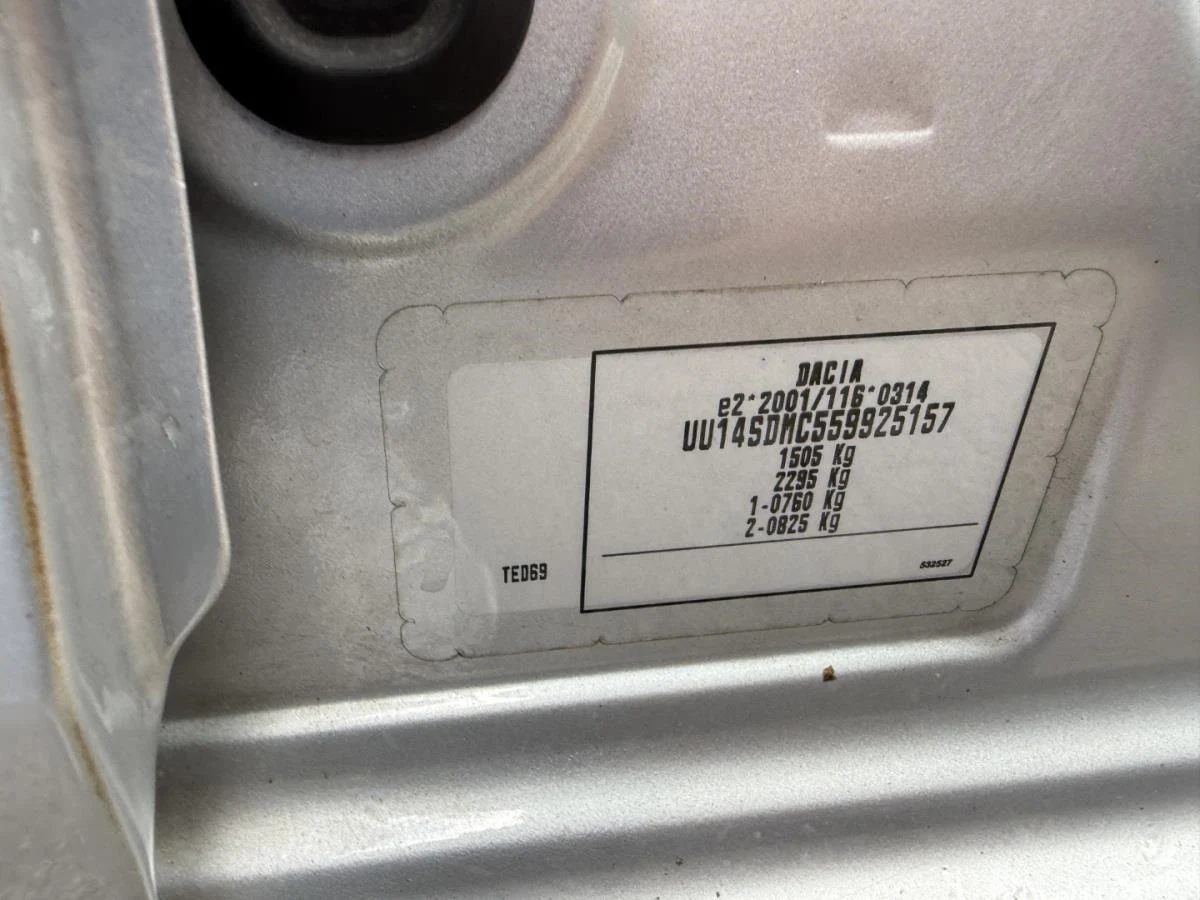 DACIA
e2*2001/116*0314
UU14SDMC559925157
1505 Kg
2295 Kg
1-0760 Kg
2-0825 Kg
TED69
532527